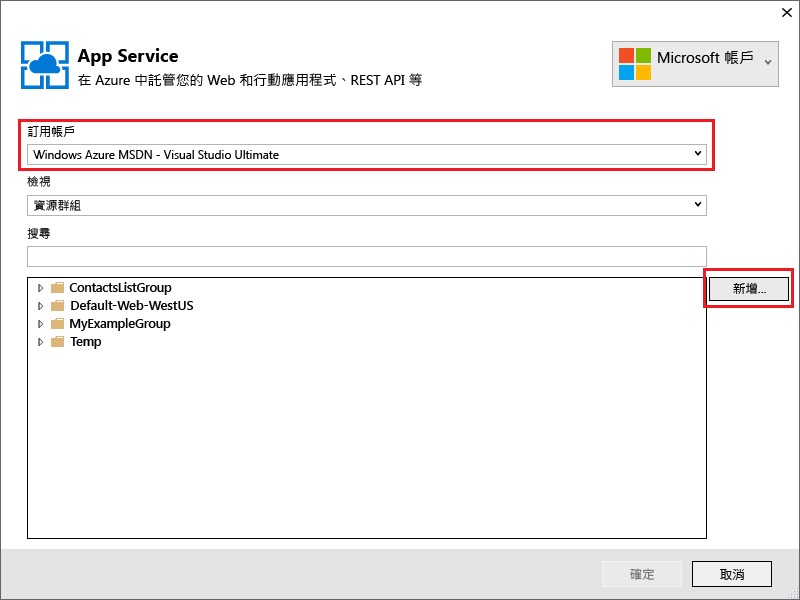 App Service
在 Azure 中託管您的 Web 和行動應用程式、REST API 等
Microsoft 帳戶
訂用帳戶
Windows Azure MSDN - Visual Studio Ultimate
檢視
資源群組
搜尋
ContactsListGroup
Default-Web-WestUS
MyExampleGroup
Temp
新增...
確定
取消